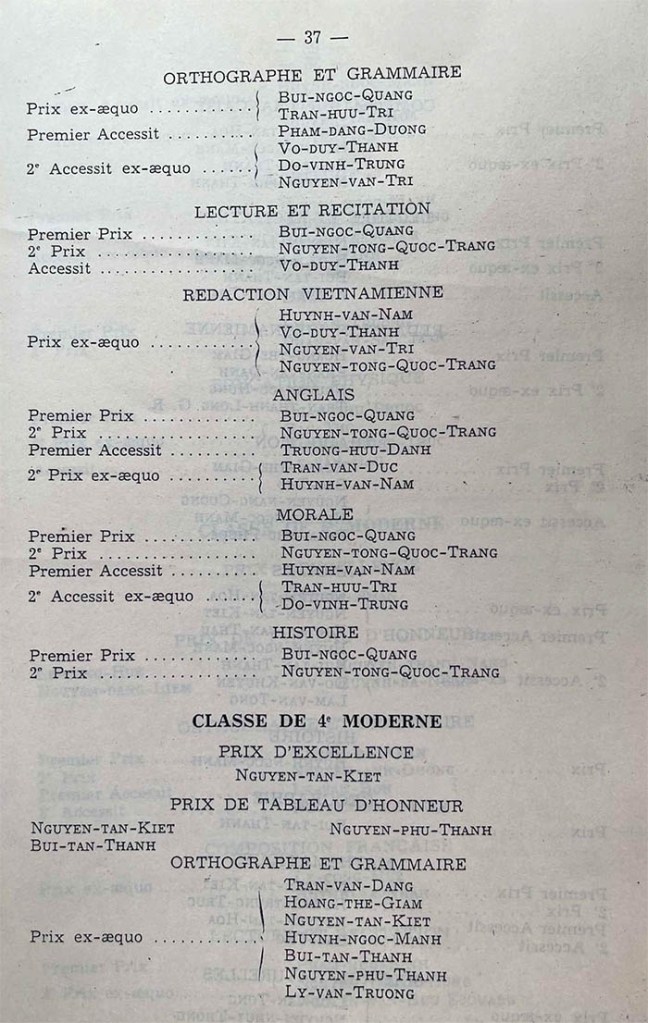 — 37 —
ORTHOGRAPHE ET GRAMMAIRE
Prix ex-æquo ............ { BUI-NGOC-QUANG
TRAN-HUU-TRI
Premier Accessit .......... PHAM-DANG-DUONG
2e Accessit ex-æquo ...... { VO-DUY-THANH
DO-VINH-TRUNG
NGUYEN-VAN-TRI
LECTURE ET RECITATION
Premier Prix ............. BUI-NGOC-QUANG
2e Prix .................. NGUYEN-TONG-QUOC-TRANG
Accessit .................. VO-DUY-THANH
REDACTION VIETNAMIENNE
Prix ex-æquo ............ { HUYNH-VAN-NAM
VO-DUY-THANH
NGUYEN-VAN-TRI
NGUYEN-TONG-QUOC-TRANG
ANGLAIS
Premier Prix ............. BUI-NGOC-QUANG
2e Prix .................. NGUYEN-TONG-QUOC-TRANG
Premier Accessit .......... TRUONG-HUU-DANH
2e Prix ex-æquo .......... { TRAN-VAN-DUC
HUYNH-VAN-NAM
MORALE
Premier Prix ............. BUI-NGOC-QUANG
2e Prix .................. NGUYEN-TONG-QUOC-TRANG
Premier Accessit .......... HUYNH-VAN-NAM
2e Accessit ex-æquo ...... { TRAN-HUU-TRI
DO-VINH-TRUNG
HISTOIRE
Premier Prix ............. BUI-NGOC-QUANG
2e Prix .................. NGUYEN-TONG-QUOC-TRANG
CLASSE DE 4e MODERNE
PRIX D'EXCELLENCE
NGUYEN-TAN-KIET
PRIX DE TABLEAU D'HONNEUR
NGUYEN-TAN-KIET NGUYEN-PHU-THANH
BUI-TAN-THANH
ORTHOGRAPHE ET GRAMMAIRE
TRAN-VAN-DANG
HOANG-THE-GIAM
NGUYEN-TAN-KIET
Prix ex-æquo ............ HUYNH-NGOC-MANH
BUI-TAN-THANH
NGUYEN-PHU-THANH
LY-VAN-TRUONG